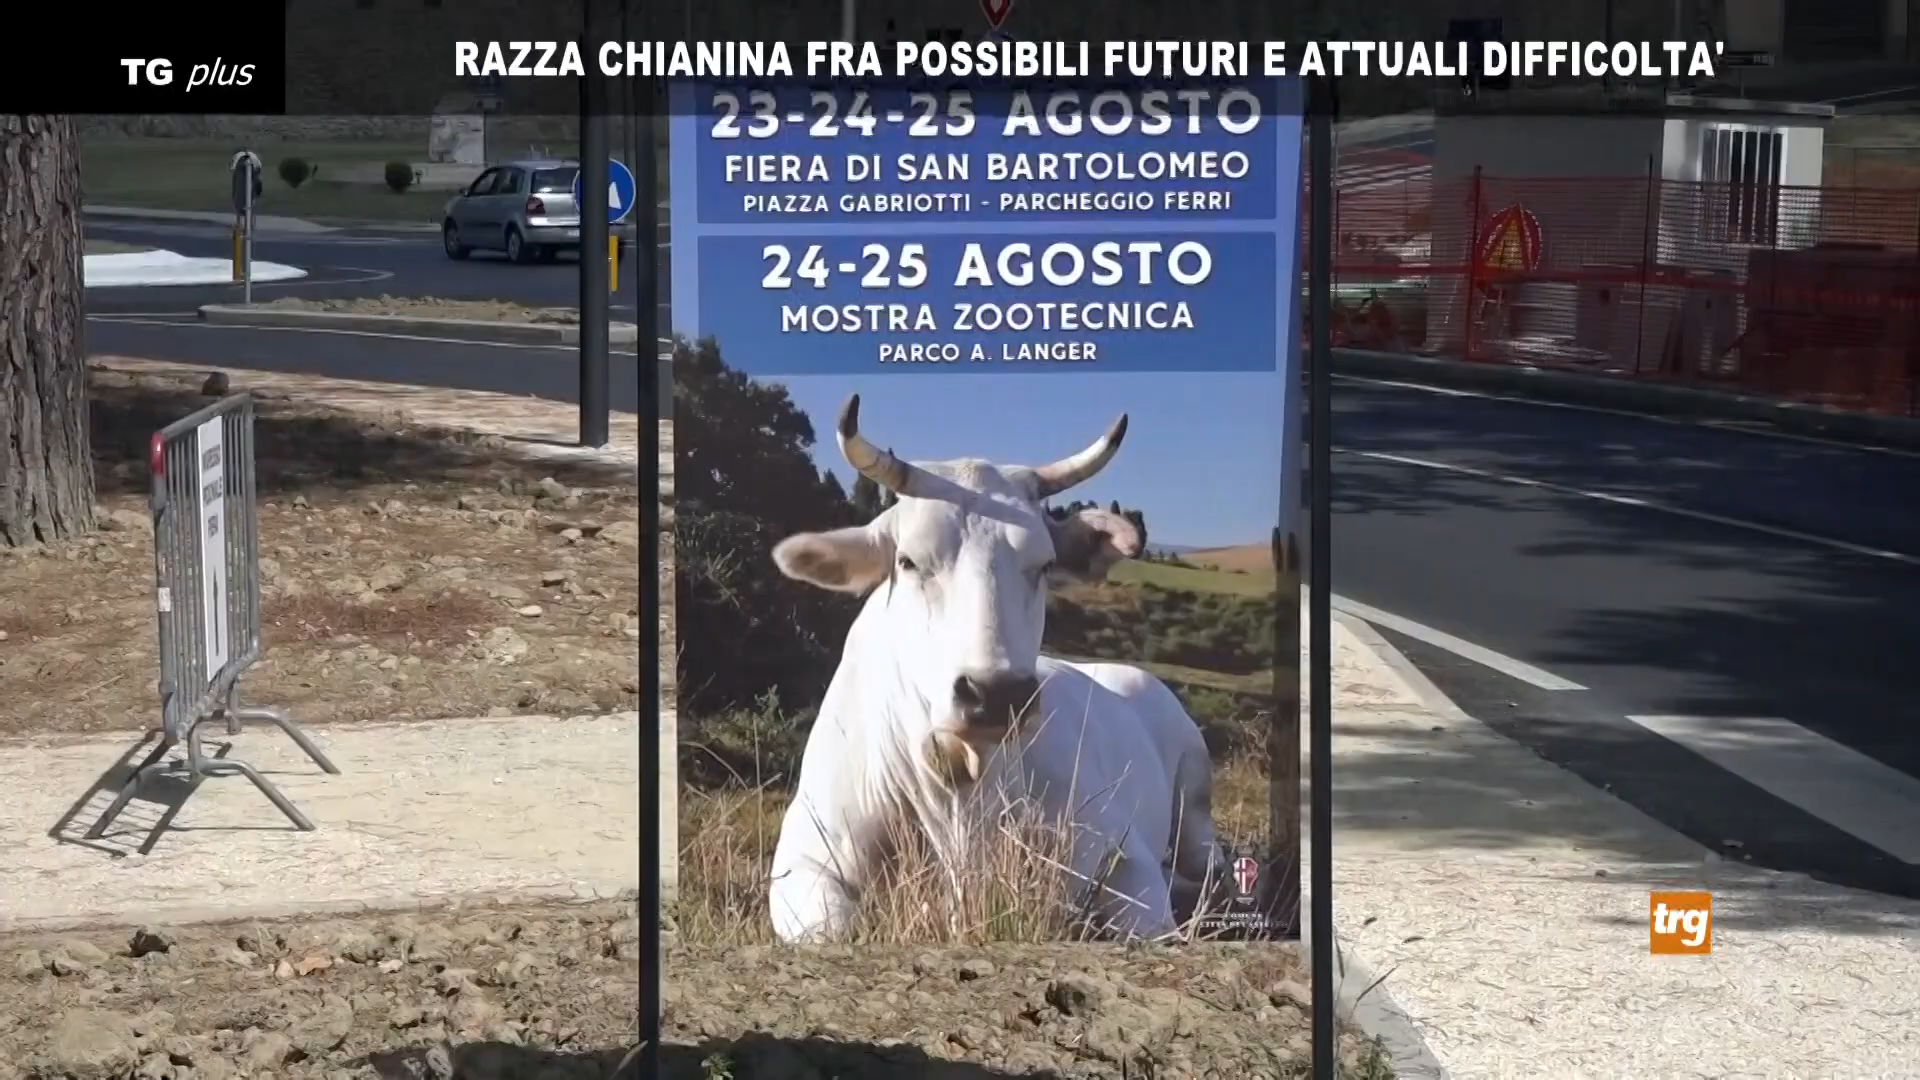 TG plus
RAZZA CHIANINA FRA POSSIBILI FUTURI E ATTUALI DIFFICOLTA'
23-24-25 AGOSTO
FIERA DI SAN BARTOLOMEO
PIAZZA GABRIOTTI - PARCHEGGIO FERRI
24-25 AGOSTO
MOSTRA ZOOTECNICA
PARCO A. LANGER
COMUNE
trg